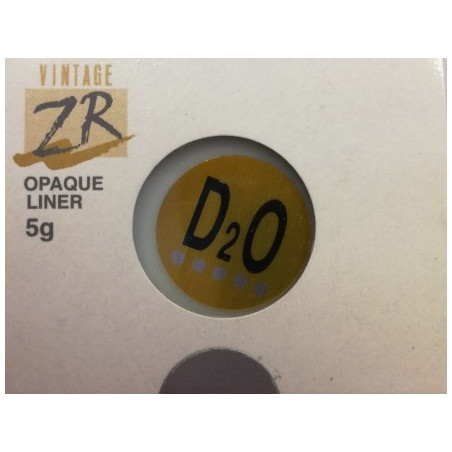 VINTAGE
ZR
OPAQUE
LINER
5g
D2O